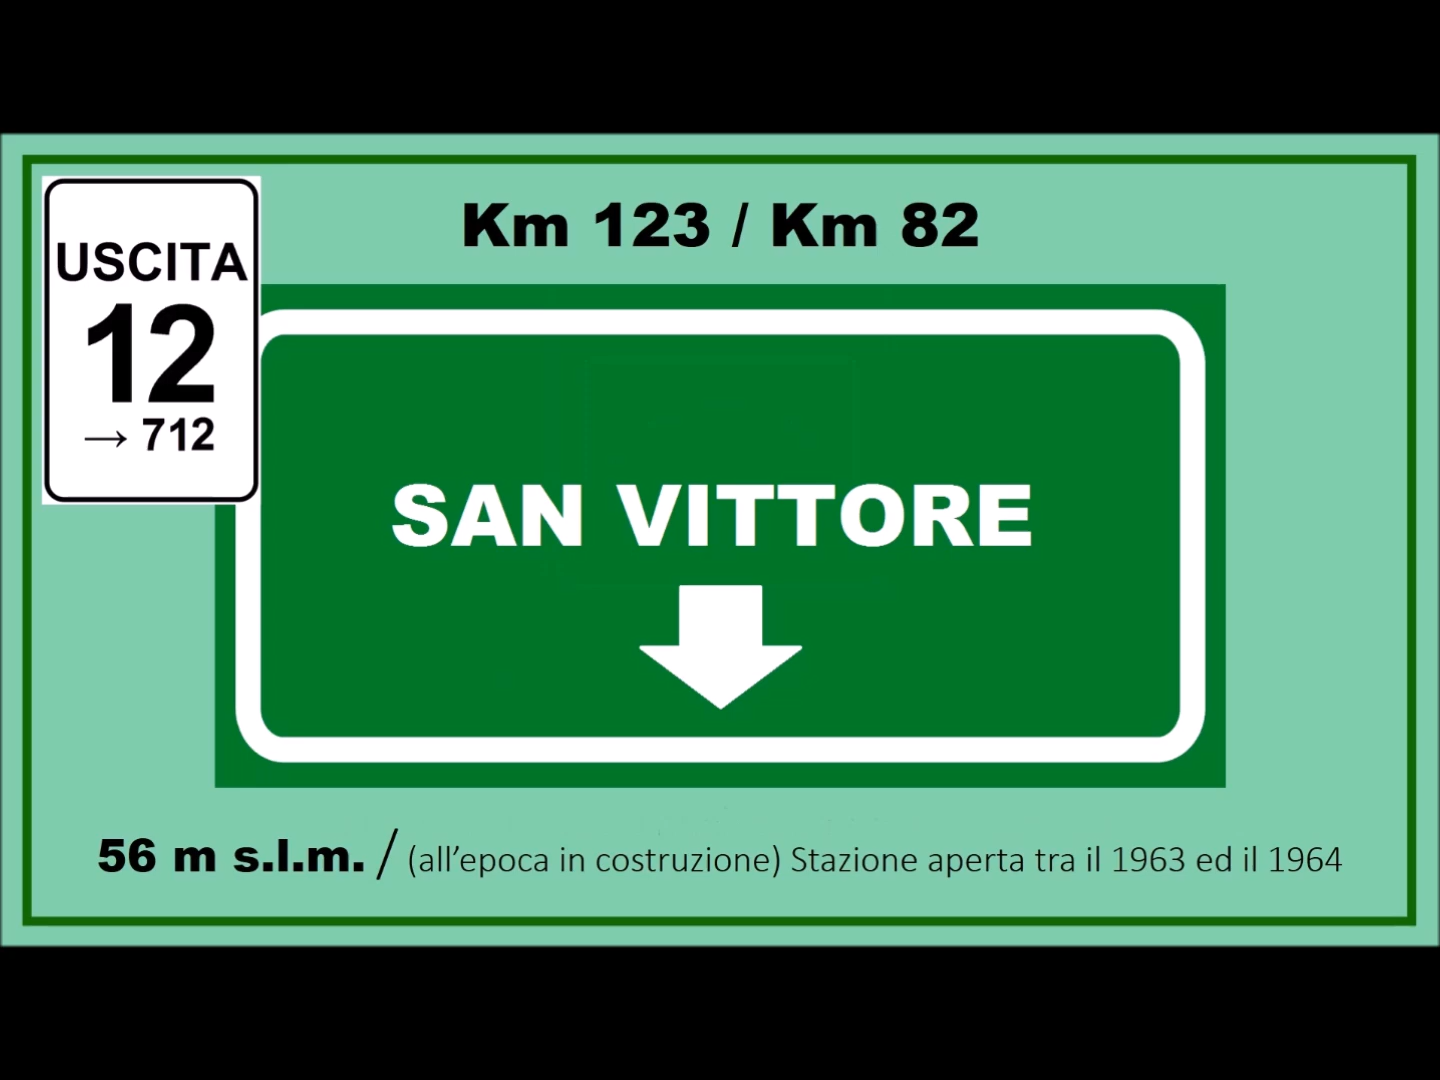 Km 123 / Km 82
USCITA
12
→ 712
SAN VITTORE
56 m s.l.m. / (all’epoca in costruzione) Stazione aperta tra il 1963 ed il 1964